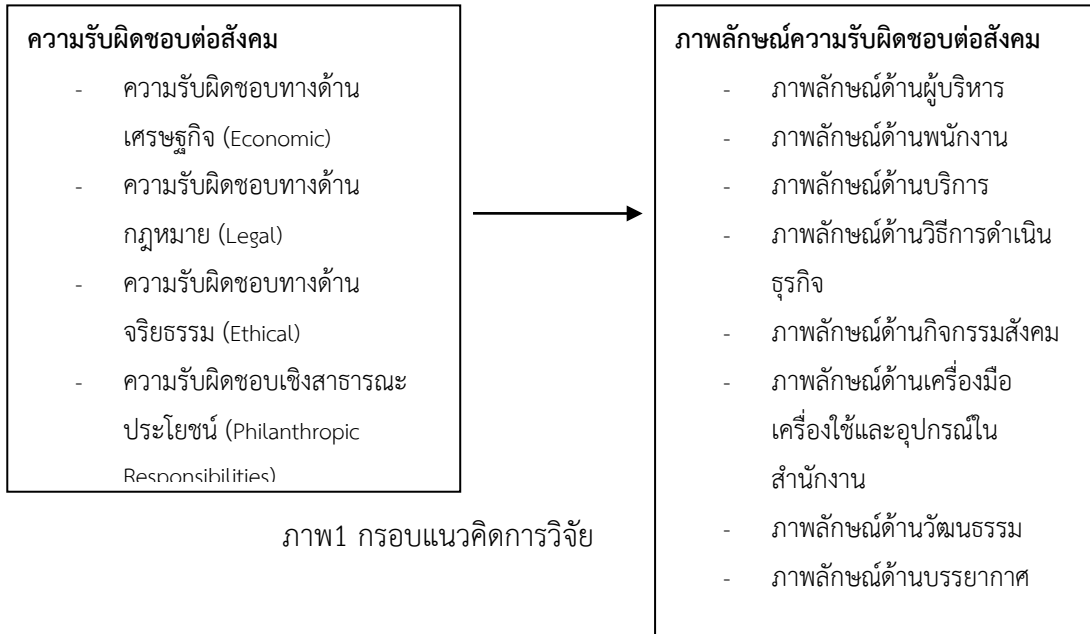 ความรับผิดชอบต่อสังคม
- ความรับผิดชอบทางด้าน
เศรษฐกิจ (Economic)
- ความรับผิดชอบทางด้าน
กฎหมาย (Legal)
- ความรับผิดชอบทางด้าน
จริยธรรม (Ethical)
- ความรับผิดชอบเชิงสาธารณะ
ประโยชน์ (Philanthropic
Responsibilities)
ภาพลักษณ์ความรับผิดชอบต่อสังคม
- ภาพลักษณ์ด้านผู้บริหาร
- ภาพลักษณ์ด้านพนักงาน
- ภาพลักษณ์ด้านบริการ
- ภาพลักษณ์ด้านวิธีการดำเนิน
ธุรกิจ
- ภาพลักษณ์ด้านกิจกรรมสังคม
- ภาพลักษณ์ด้านเครื่องมือ
เครื่องใช้และอุปกรณ์ใน
สำนักงาน
- ภาพลักษณ์ด้านวัฒนธรรม
- ภาพลักษณ์ด้านบรรยากาศ
ภาพ1 กรอบแนวคิดการวิจัย